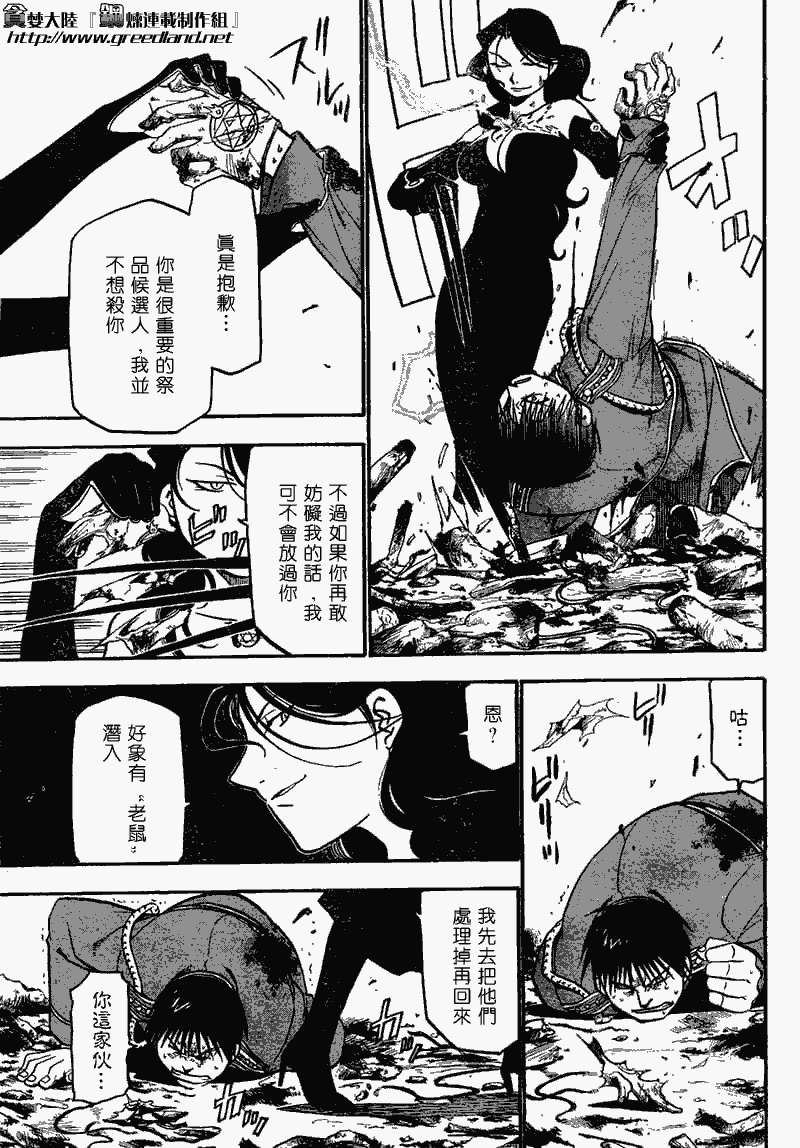 貪婪大陸『鋼煉連載制作組』
http://www.greedland.net/
真是抱歉…
你是很重要的祭
品候選人，我並
不想殺你
不過如果你再敢
妨礙我的話，我
可不會放過你
咕…
恩？
好象有〝老鼠〞
潛入
我先去把他們
處理掉再回來
你這家伙…